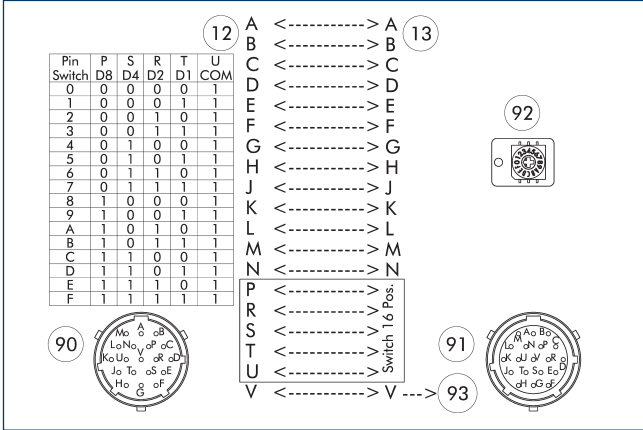 12 A <--------------> A 13
B <--------------> B
C <--------------> C
D <--------------> D
E <--------------> E
F <--------------> F
G <--------------> G
H <--------------> H
J <--------------> J
K <--------------> K
L <--------------> L
M <--------------> M
N <--------------> N
P <-------------->
R <-------------->
S <-------------->
T <-------------->
U <-------------->
Switch 16 Pos.
V <--------------> V ---> 93
Pin P S R T U
Switch D8 D4 D2 D1 COM
0 0 0 0 0 1
1 0 0 0 1 1
2 0 0 1 0 1
3 0 0 1 1 1
4 0 1 0 0 1
5 0 1 0 1 1
6 0 1 1 0 1
7 0 1 1 1 1
8 1 0 0 0 1
9 1 0 0 1 1
A 1 0 1 0 1
B 1 0 1 1 1
C 1 1 0 0 1
D 1 1 0 1 1
E 1 1 1 0 1
F 1 1 1 1 1
92
90
A
M B
L N P C
K U V R D
J T S E
H G F
91
A B
M L N P C
K U V R D
J T S E
H G F